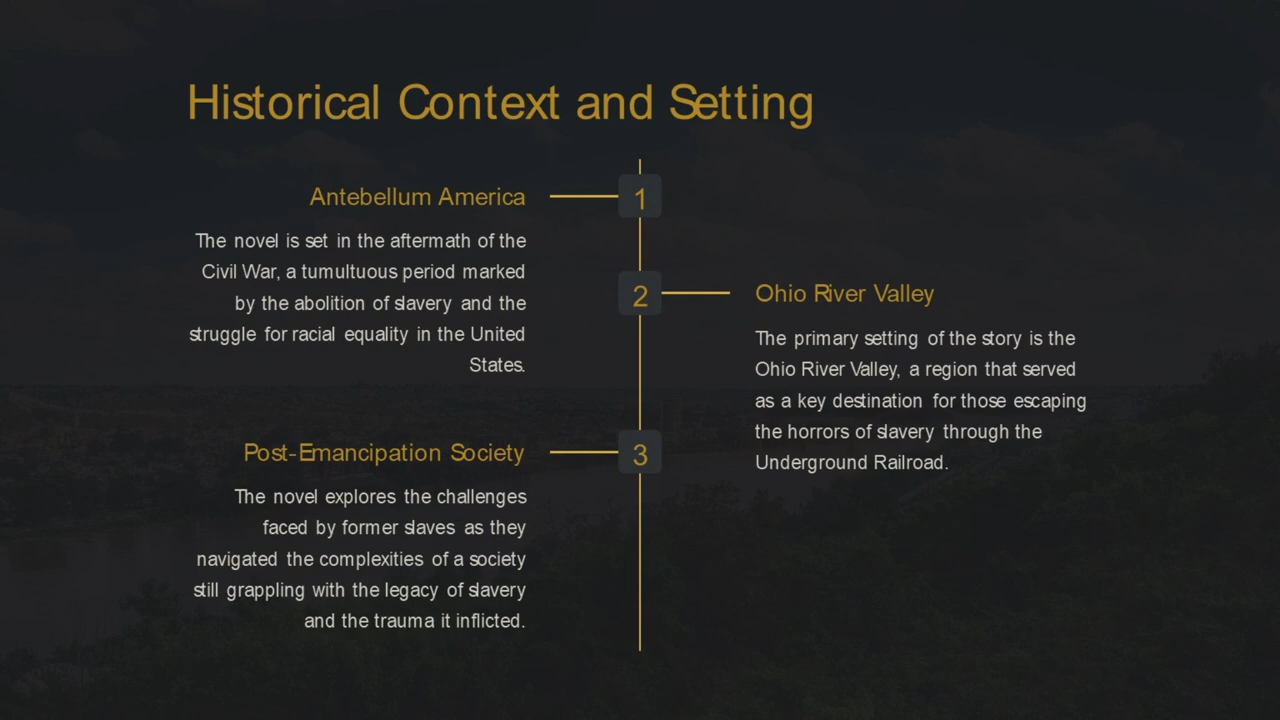 Historical Context and Setting
1
Antebellum America
The novel is set in the aftermath of the
Civil War, a tumultuous period marked
by the abolition of slavery and the
struggle for racial equality in the United
States.
2
Ohio River Valley
The primary setting of the story is the
Ohio River Valley, a region that served
as a key destination for those escaping
the horrors of slavery through the
Underground Railroad.
3
Post-Emancipation Society
The novel explores the challenges
faced by former slaves as they
navigated the complexities of a society
still grappling with the legacy of slavery
and the trauma it inflicted.